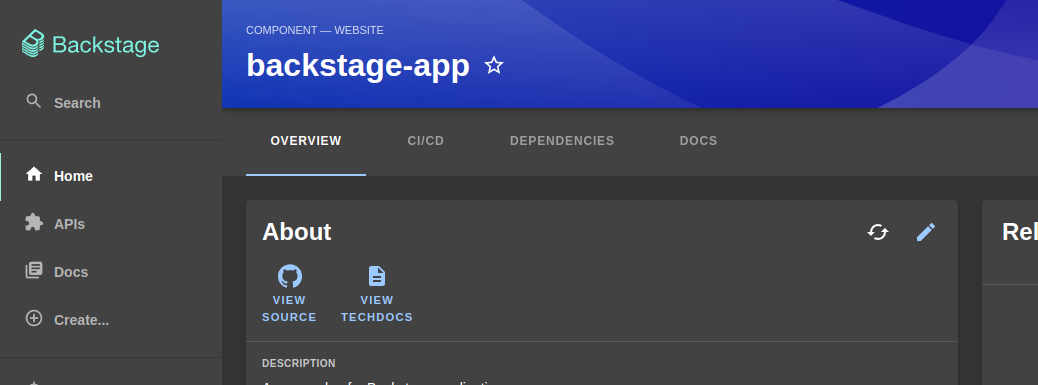 Backstage
Search
Home
APIs
Docs
Create...
COMPONENT — WEBSITE
backstage-app
OVERVIEW CI/CD DEPENDENCIES DOCS
About
VIEW
SOURCE
VIEW
TECHDOCS
DESCRIPTION
Rel